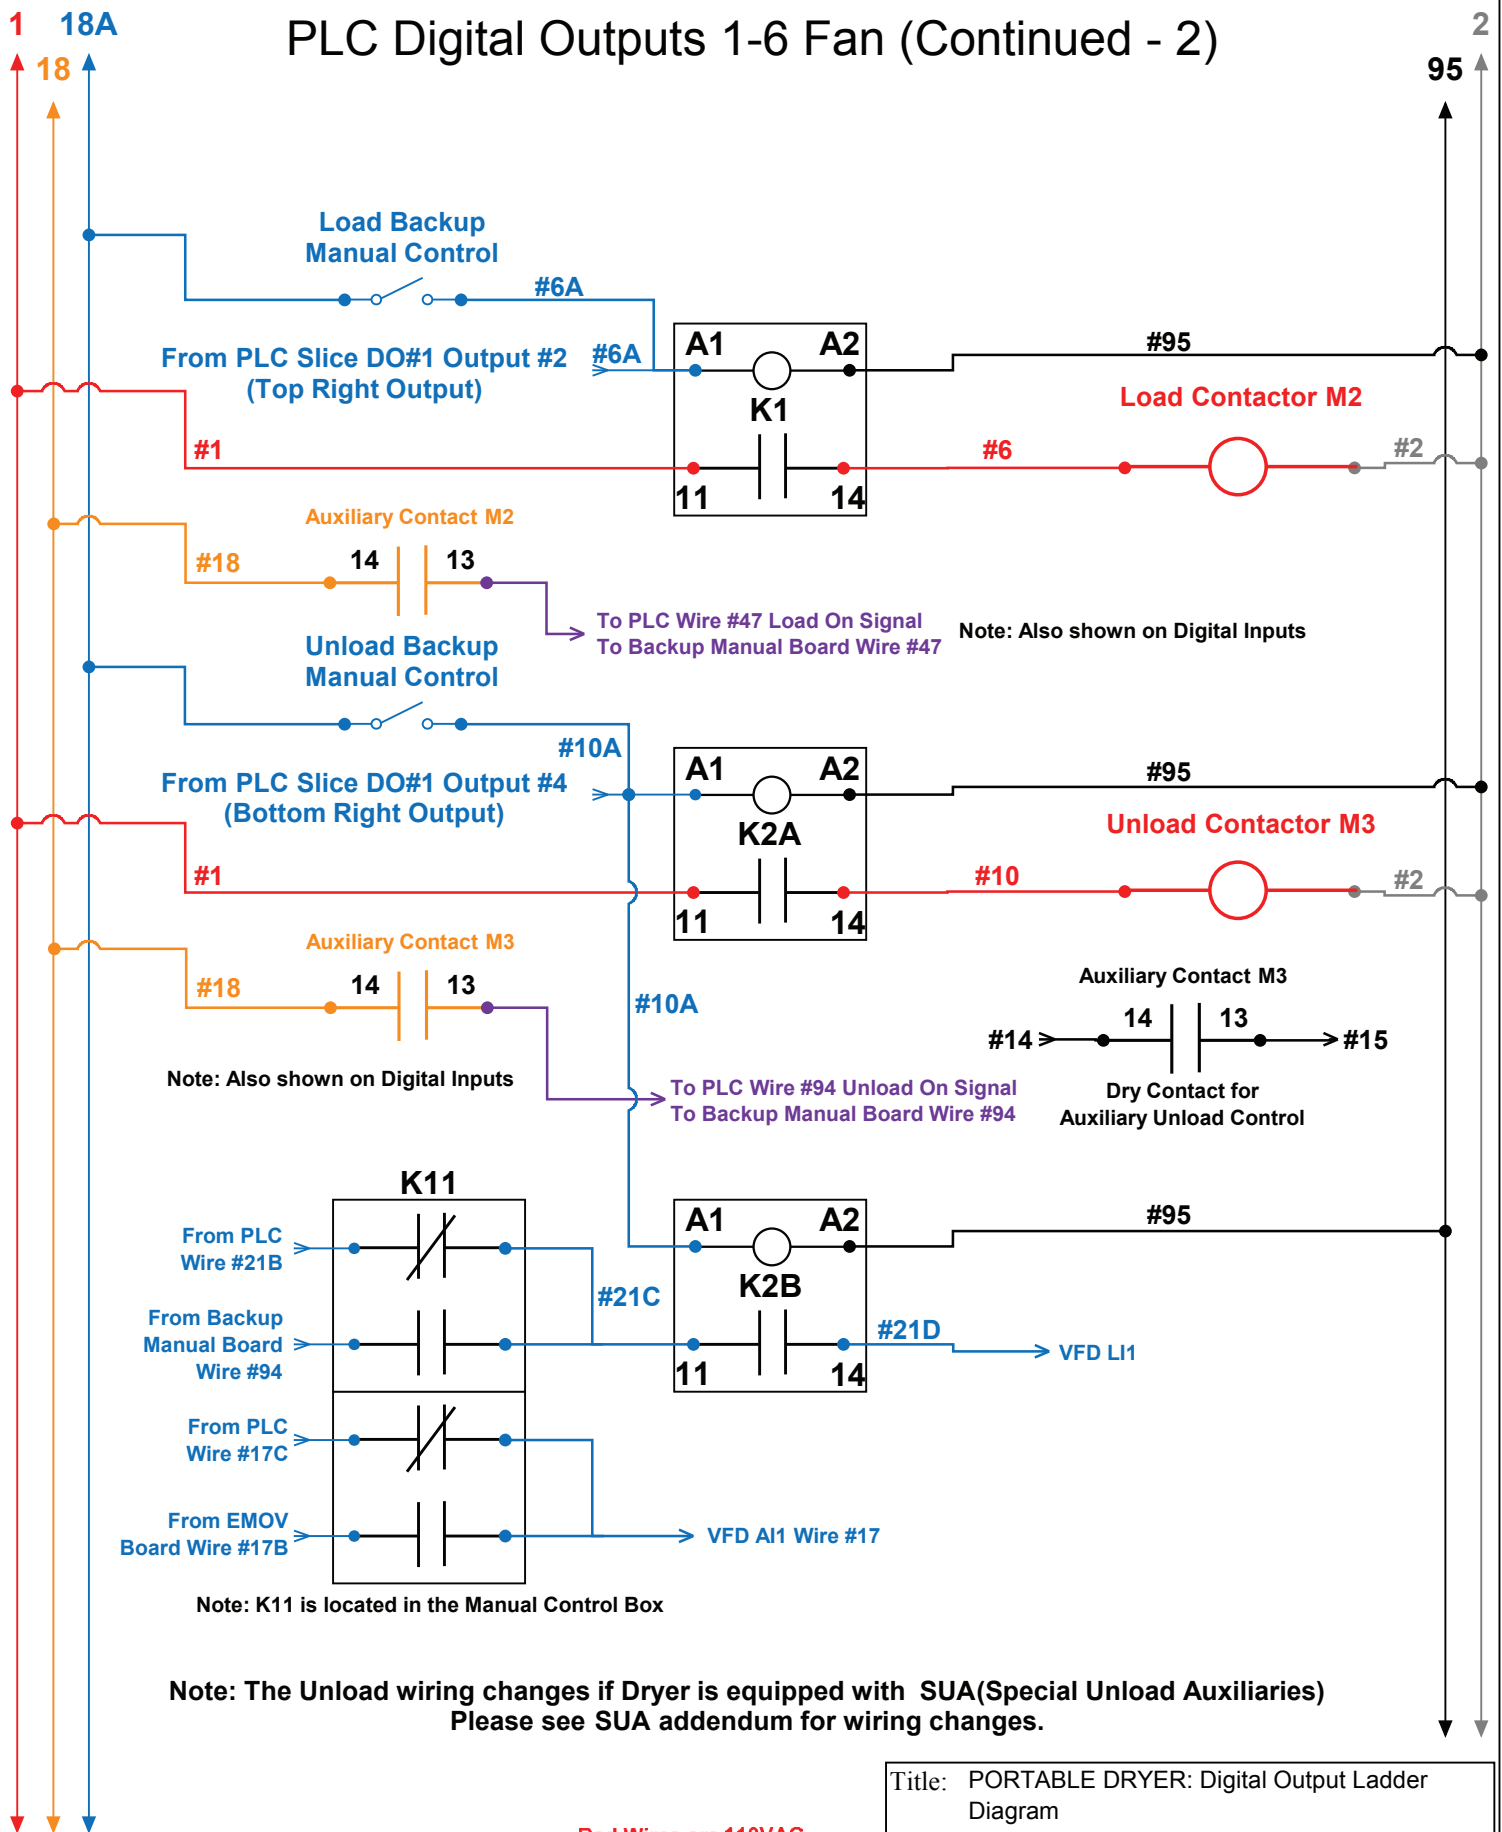 PLC Digital Outputs 1-6 Fan (Continued - 2)
1
18A
18
2
95
Load Backup
Manual Control
#6A
From PLC Slice DO#1 Output #2
(Top Right Output)
#6A
A1
A2
K1
#95
Load Contactor M2
#1
11
14
#6
#2
Auxiliary Contact M2
#18
14
13
To PLC Wire #47 Load On Signal
To Backup Manual Board Wire #47
Note: Also shown on Digital Inputs
Unload Backup
Manual Control
#10A
From PLC Slice DO#1 Output #4
(Bottom Right Output)
A1
A2
K2A
#95
Unload Contactor M3
#1
11
14
#10
#2
Auxiliary Contact M3
#18
14
13
#10A
Note: Also shown on Digital Inputs
To PLC Wire #94 Unload On Signal
To Backup Manual Board Wire #94
Auxiliary Contact M3
14
13
#14
#15
Dry Contact for
Auxiliary Unload Control
K11
From PLC
Wire #21B
From Backup
Manual Board
Wire #94
#21C
A1
A2
K2B
#95
11
14
#21D
VFD LI1
From PLC
Wire #17C
From EMOV
Board Wire #17B
VFD AI1 Wire #17
Note: K11 is located in the Manual Control Box
Note: The Unload wiring changes if Dryer is equipped with SUA(Special Unload Auxiliaries)
Please see SUA addendum for wiring changes.
Title: PORTABLE DRYER: Digital Output Ladder
Diagram
Red Wires are 110VAC